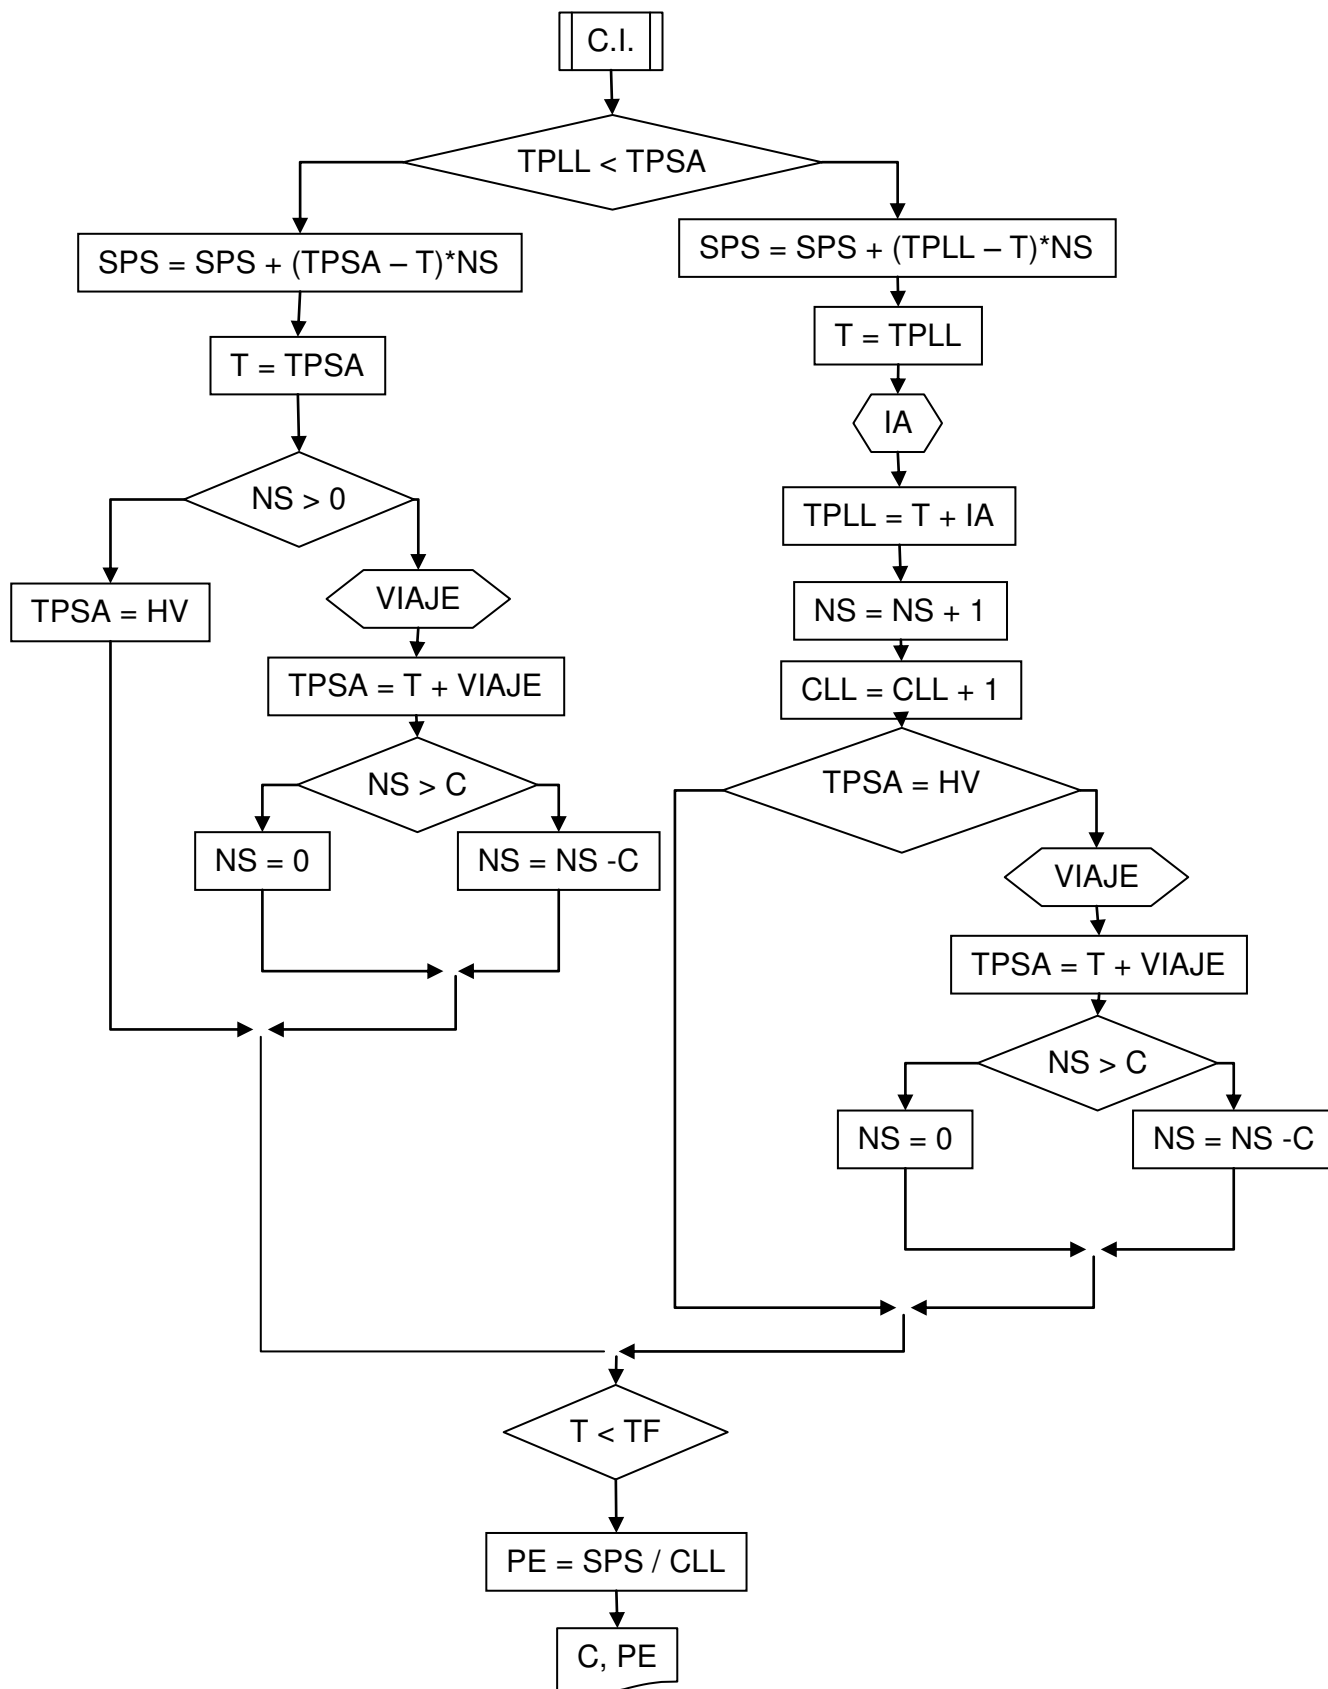 C.I.
TPLL < TPSA
SPS = SPS + (TPSA – T)*NS
T = TPSA
NS > 0
TPSA = HV
VIAJE
TPSA = T + VIAJE
NS > C
NS = 0
NS = NS -C
SPS = SPS + (TPLL – T)*NS
T = TPLL
IA
TPLL = T + IA
NS = NS + 1
CLL = CLL + 1
TPSA = HV
VIAJE
TPSA = T + VIAJE
NS > C
NS = 0
NS = NS -C
T < TF
PE = SPS / CLL
C, PE